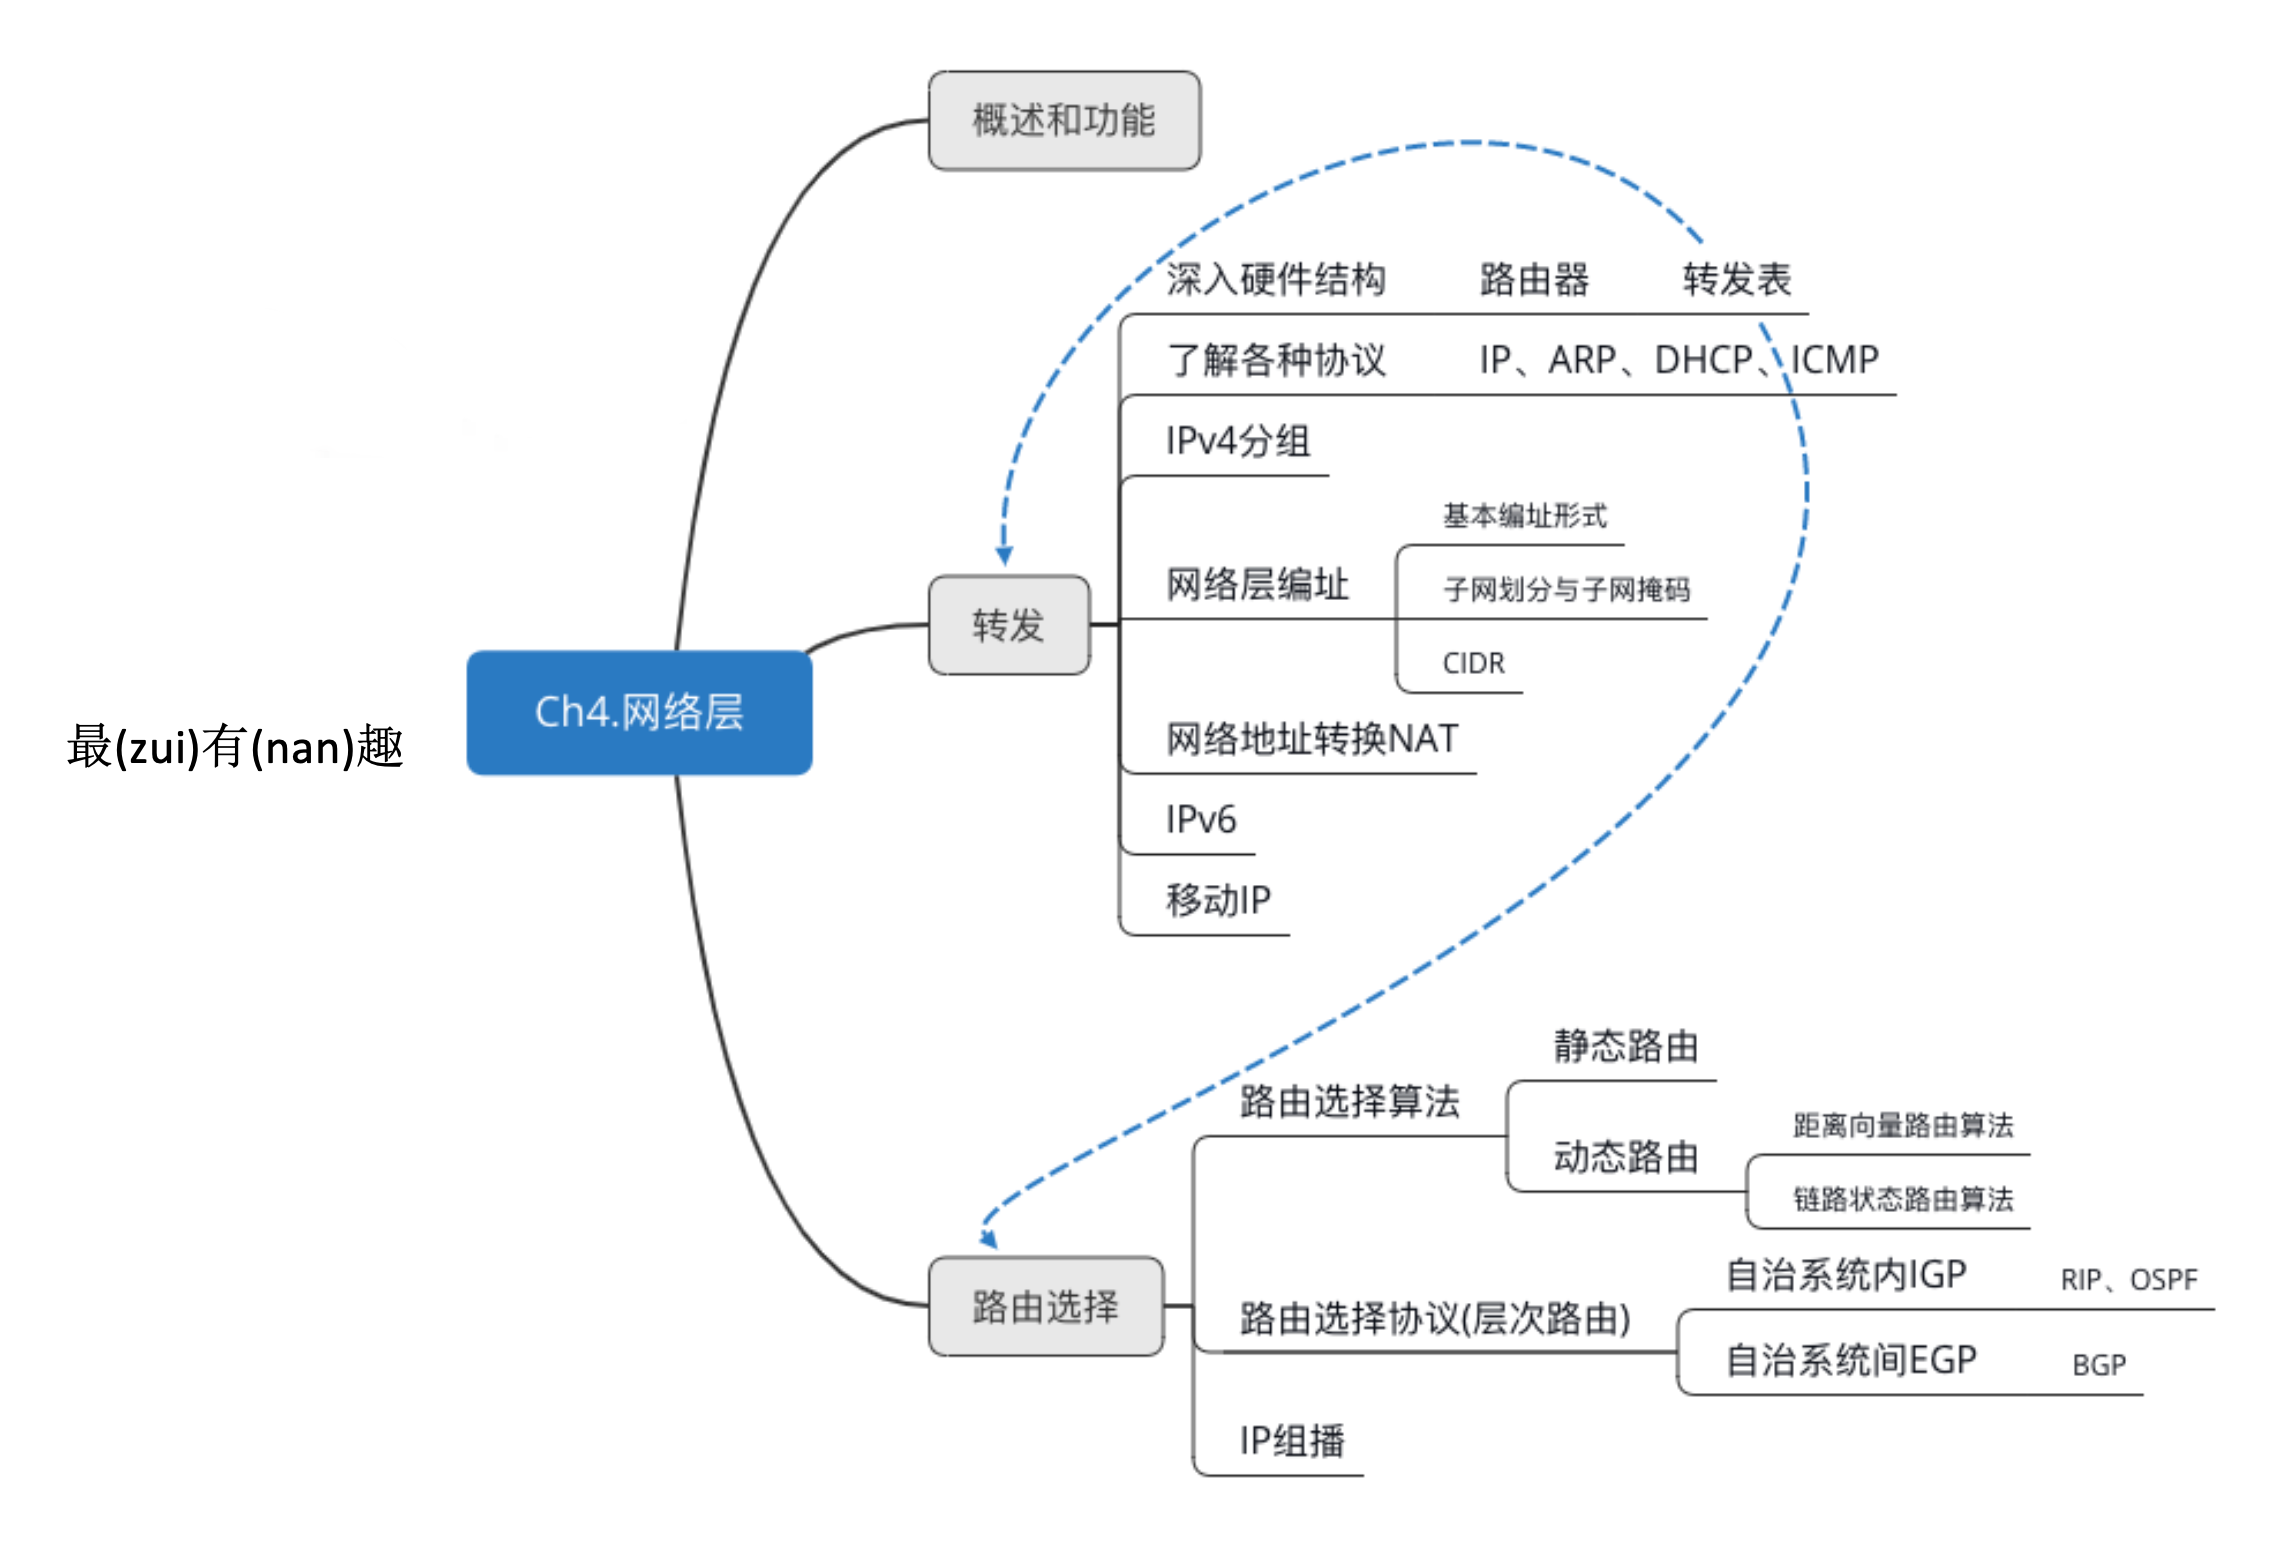 概述和功能
深入硬件结构 路由器 转发表
了解各种协议 IP、ARP、DHCP、ICMP
IPv4分组
基本编址形式
网络层编址
子网划分与子网掩码
CIDR
转发
网络地址转换NAT
IPv6
移动IP
Ch4.网络层
最(zui)有(nan)趣
静态路由
路由选择算法
动态路由
距离向量路由算法
链路状态路由算法
路由选择
自治系统内IGP RIP、OSPF
路由选择协议(层次路由)
自治系统间EGP BGP
IP组播